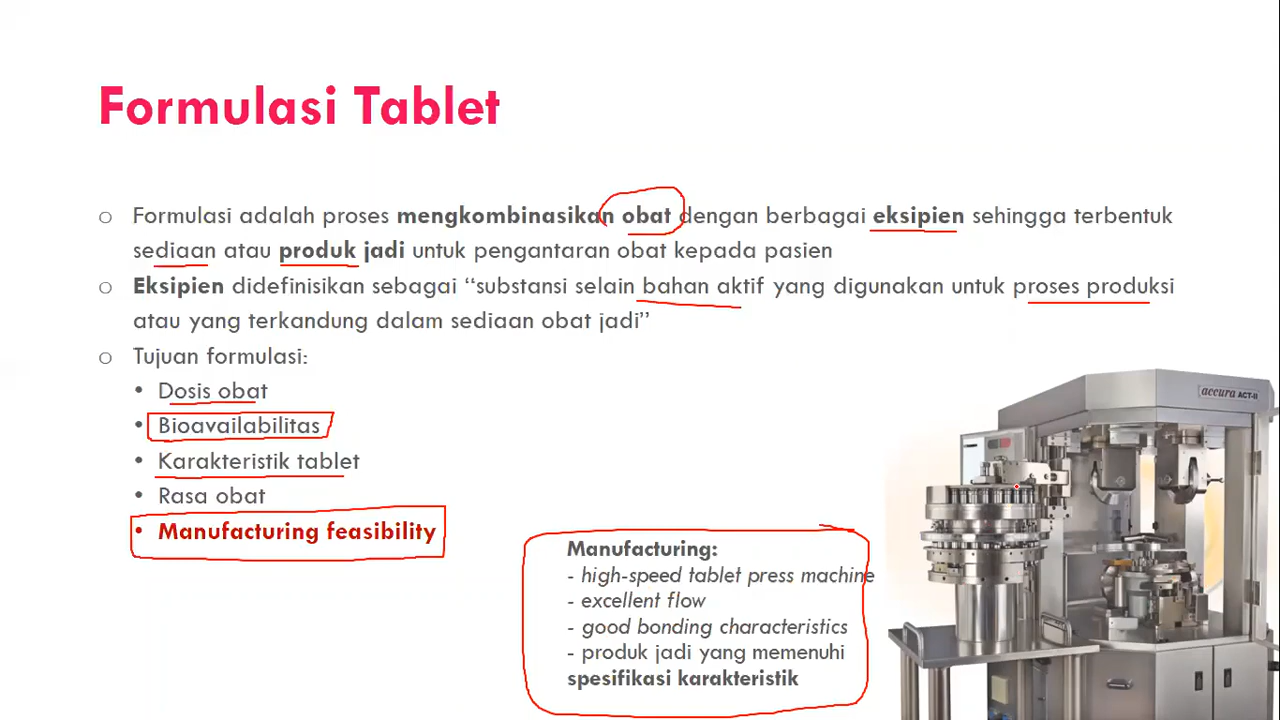 Formulasi Tablet
o Formulasi adalah proses mengkombinasikan obat dengan berbagai eksipien sehingga terbentuk
sediaan atau produk jadi untuk pengantaran obat kepada pasien
o Eksipien didefinisikan sebagai “substansi selain bahan aktif yang digunakan untuk proses produksi
atau yang terkandung dalam sediaan obat jadi”
o Tujuan formulasi:
• Dosis obat
• Bioavailabilitas
• Karakteristik tablet
• Rasa obat
• Manufacturing feasibility
Manufacturing:
- high-speed tablet press machine
- excellent flow
- good bonding characteristics
- produk jadi yang memenuhi
spesifikasi karakteristik
accura ACT-II